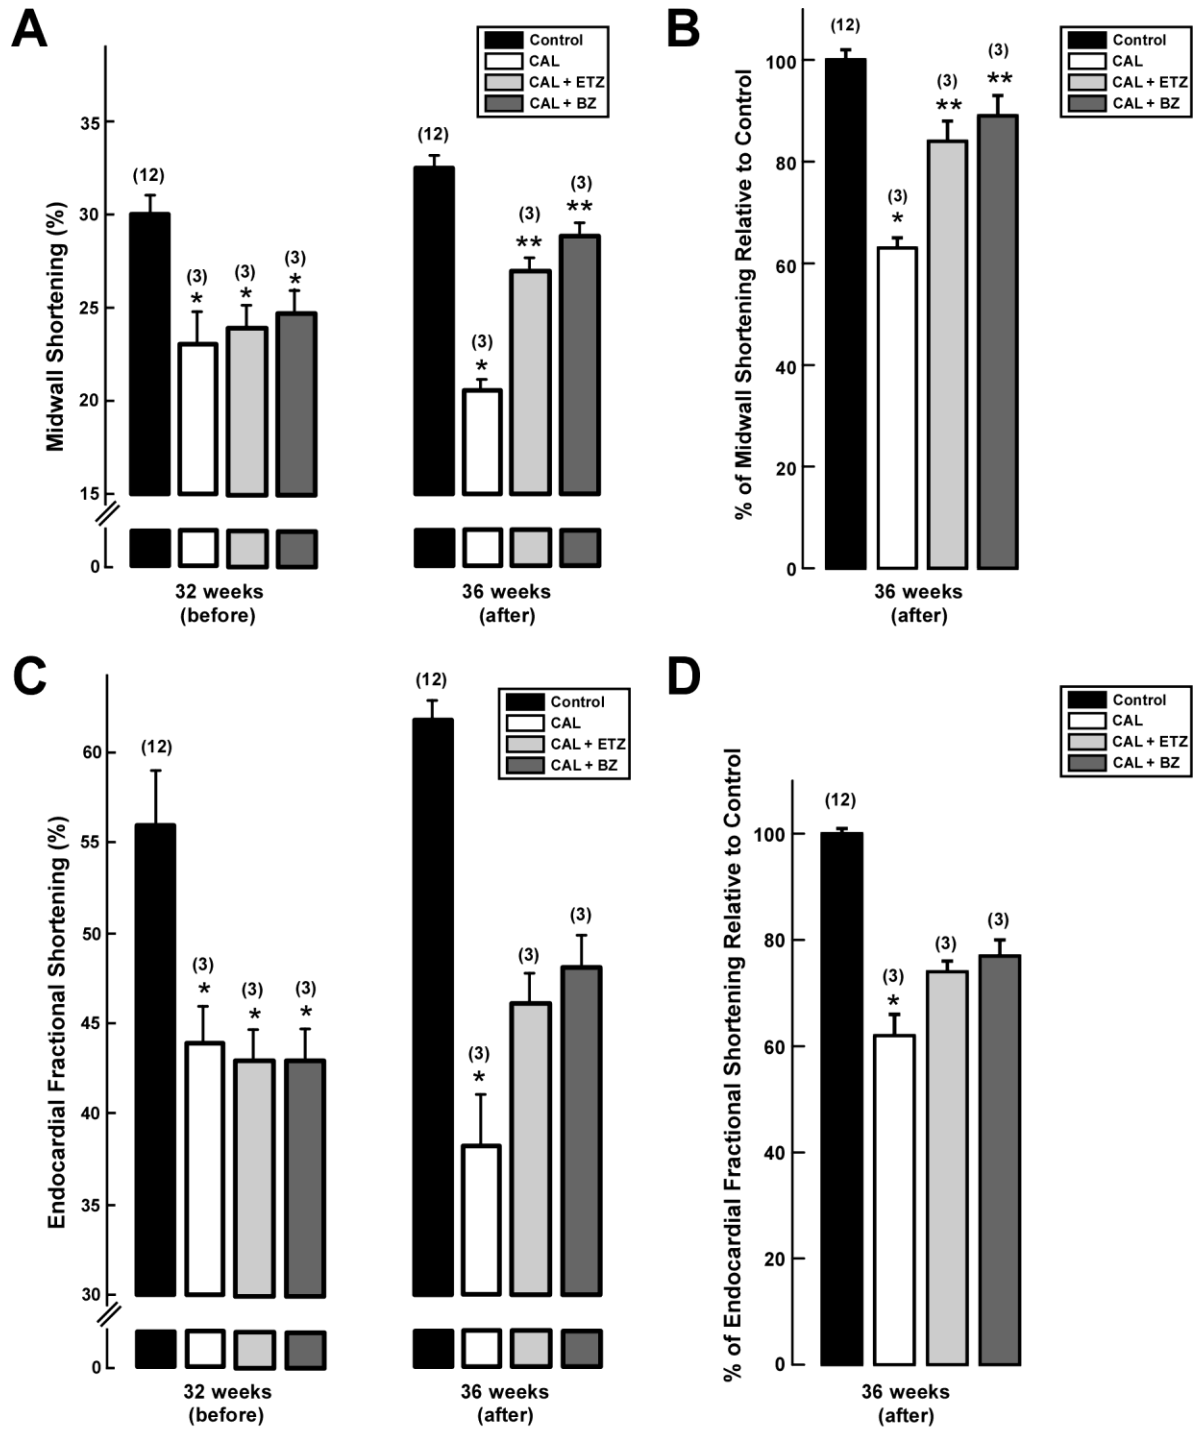 A
Control
CAL
CAL + ETZ
CAL + BZ
Midwall Shortening (%)
35
30
25
20
15
0
(12)
(3)
*
(3)
*
(3)
*
(12)
(3)
*
(3)
**
(3)
**
32 weeks
(before)
36 weeks
(after)
B
Control
CAL
CAL + ETZ
CAL + BZ
% of Midwall Shortening Relative to Control
100
80
60
40
20
0
(12)
(3)
*
(3)
**
(3)
**
36 weeks
(after)
C
Control
CAL
CAL + ETZ
CAL + BZ
Endocardial Fractional Shortening (%)
60
55
50
45
40
35
30
0
(12)
(3)
*
(3)
*
(3)
*
(12)
(3)
*
(3)
(3)
32 weeks
(before)
36 weeks
(after)
D
Control
CAL
CAL + ETZ
CAL + BZ
% of Endocardial Fractional Shortening Relative to Control
100
80
60
40
20
0
(12)
(3)
*
(3)
(3)
36 weeks
(after)